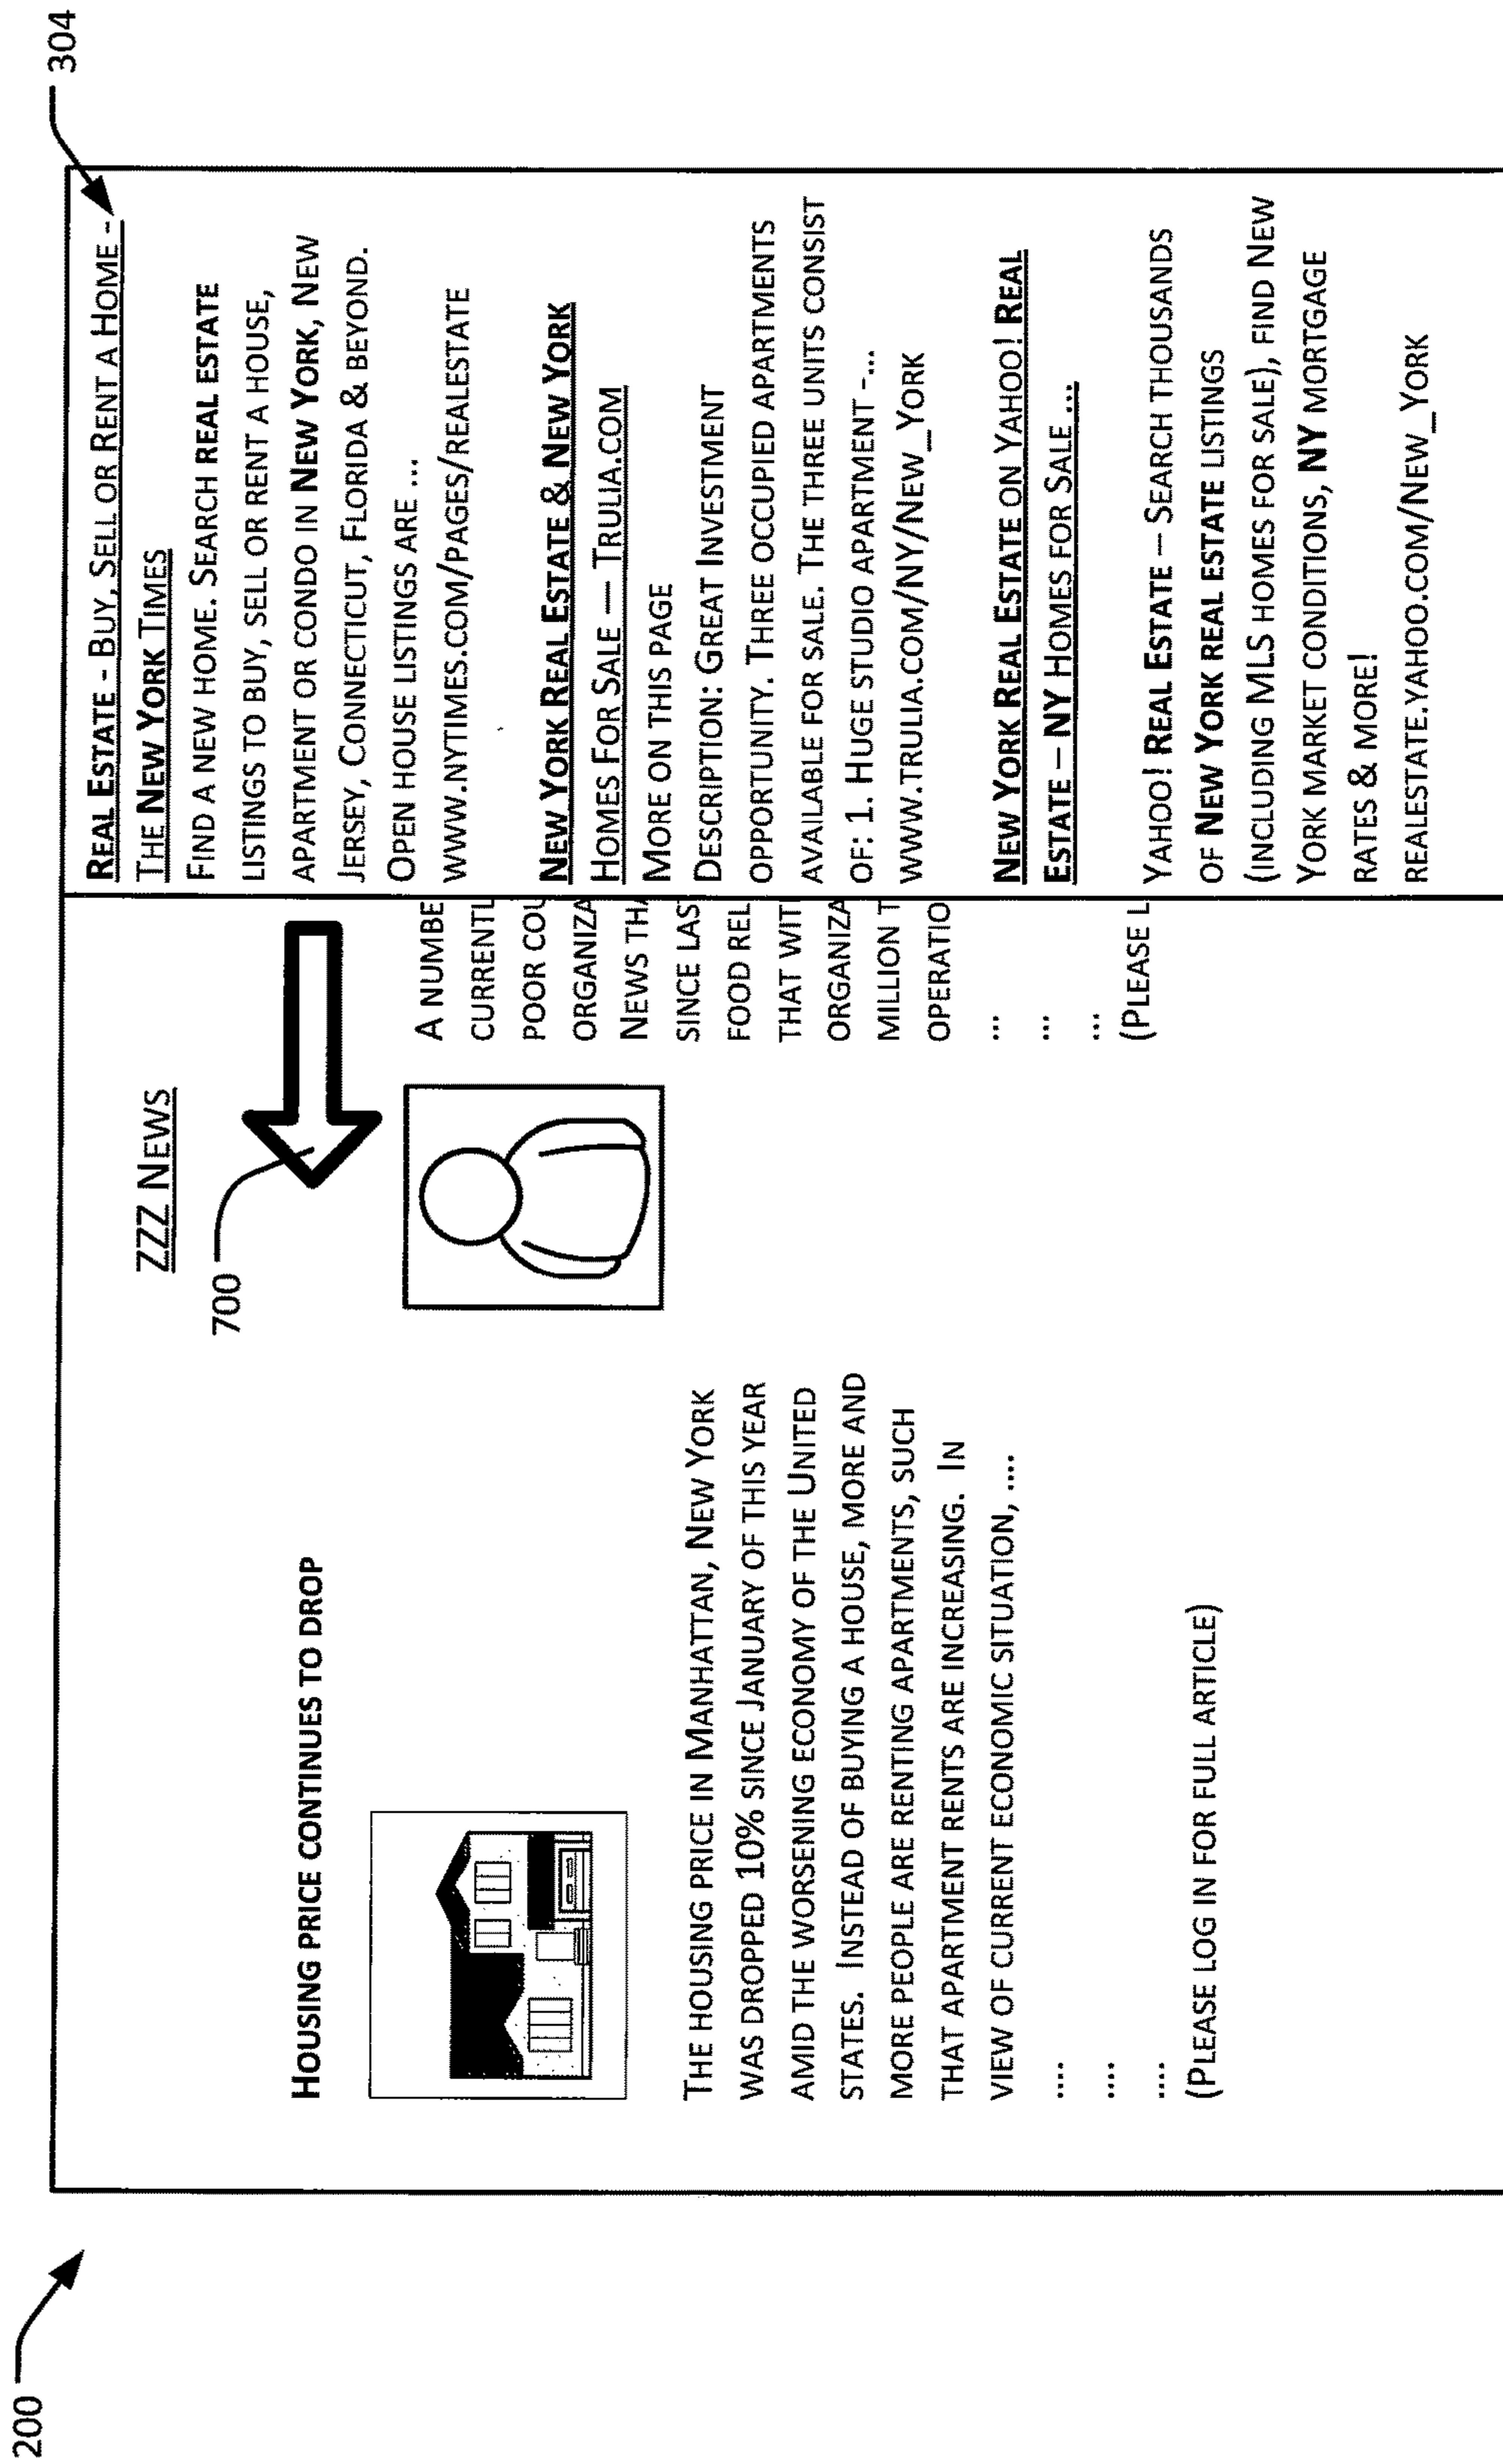 200
304
ZZZ NEWS
700
HOUSING PRICE CONTINUES TO DROP
THE HOUSING PRICE IN MANHATTAN, NEW YORK
WAS DROPPED 10% SINCE JANUARY OF THIS YEAR
AMID THE WORSENING ECONOMY OF THE UNITED
STATES. INSTEAD OF BUYING A HOUSE, MORE AND
MORE PEOPLE ARE RENTING APARTMENTS, SUCH
THAT APARTMENT RENTS ARE INCREASING. IN
VIEW OF CURRENT ECONOMIC SITUATION, ....
....
....
....
(PLEASE LOG IN FOR FULL ARTICLE)
A NUMBE
CURRENTL
POOR COU
ORGANIZA
NEWS THA
SINCE LAS
FOOD REL
THAT WIT
ORGANIZA
MILLION T
OPERATIO
...
...
...
(PLEASE L
REAL ESTATE - BUY, SELL OR RENT A HOME -
THE NEW YORK TIMES
FIND A NEW HOME. SEARCH REAL ESTATE
LISTINGS TO BUY, SELL OR RENT A HOUSE,
APARTMENT OR CONDO IN NEW YORK, NEW
JERSEY, CONNECTICUT, FLORIDA & BEYOND.
OPEN HOUSE LISTINGS ARE ...
WWW.NYTIMES.COM/PAGES/REALESTATE
NEW YORK REAL ESTATE & NEW YORK
HOMES FOR SALE — TRULIA.COM
MORE ON THIS PAGE
DESCRIPTION: GREAT INVESTMENT
OPPORTUNITY. THREE OCCUPIED APARTMENTS
AVAILABLE FOR SALE. THE THREE UNITS CONSIST
OF: 1. HUGE STUDIO APARTMENT -...
WWW.TRULIA.COM/NY/NEW_YORK
NEW YORK REAL ESTATE ON YAHOO! REAL
ESTATE – NY HOMES FOR SALE ...
YAHOO! REAL ESTATE – SEARCH THOUSANDS
OF NEW YORK REAL ESTATE LISTINGS
(INCLUDING MLS HOMES FOR SALE), FIND NEW
YORK MARKET CONDITIONS, NY MORTGAGE
RATES & MORE!
REALESTATE.YAHOO.COM/NEW_YORK